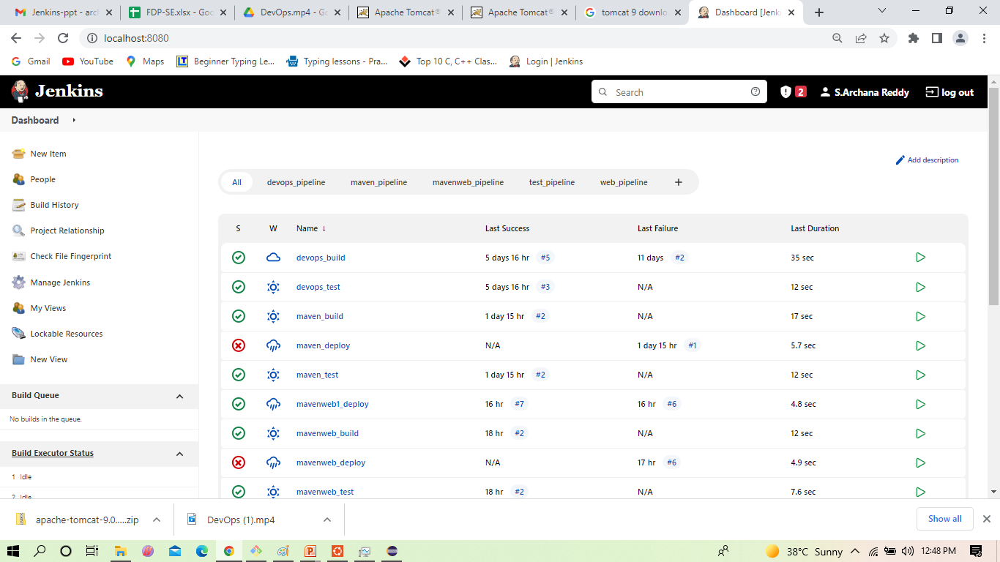 Jenkins-ppt - arc
FDP-SE.xlsx - Goo
DevOps.mp4 - Go
Apache Tomcat®
Apache Tomcat®
tomcat 9 downlo
Dashboard [Jenk
localhost:8080
Gmail
YouTube
Maps
Beginner Typing Le...
Typing lessons - Pra...
Top 10 C, C++ Clas...
Login | Jenkins
Jenkins
Search
2
S.Archana Reddy
log out
Dashboard
New Item
People
Build History
Project Relationship
Check File Fingerprint
Manage Jenkins
My Views
Lockable Resources
New View
Build Queue
No builds in the queue.
Build Executor Status
1 Idle
2 Idle
Add description
All devops_pipeline maven_pipeline mavenweb_pipeline test_pipeline web_pipeline +
S W Name ↓ Last Success Last Failure Last Duration
devops_build 5 days 16 hr #5 11 days #2 35 sec
devops_test 5 days 16 hr #3 N/A 12 sec
maven_build 1 day 15 hr #2 N/A 17 sec
maven_deploy N/A 1 day 15 hr #1 5.7 sec
maven_test 1 day 15 hr #2 N/A 12 sec
mavenweb1_deploy 16 hr #7 16 hr #6 4.8 sec
mavenweb_build 18 hr #2 N/A 12 sec
mavenweb_deploy N/A 17 hr #6 4.9 sec
mavenweb_test 18 hr #2 N/A 7.6 sec
apache-tomcat-9.0.....zip
DevOps (1).mp4
Show all
38°C Sunny
12:48 PM